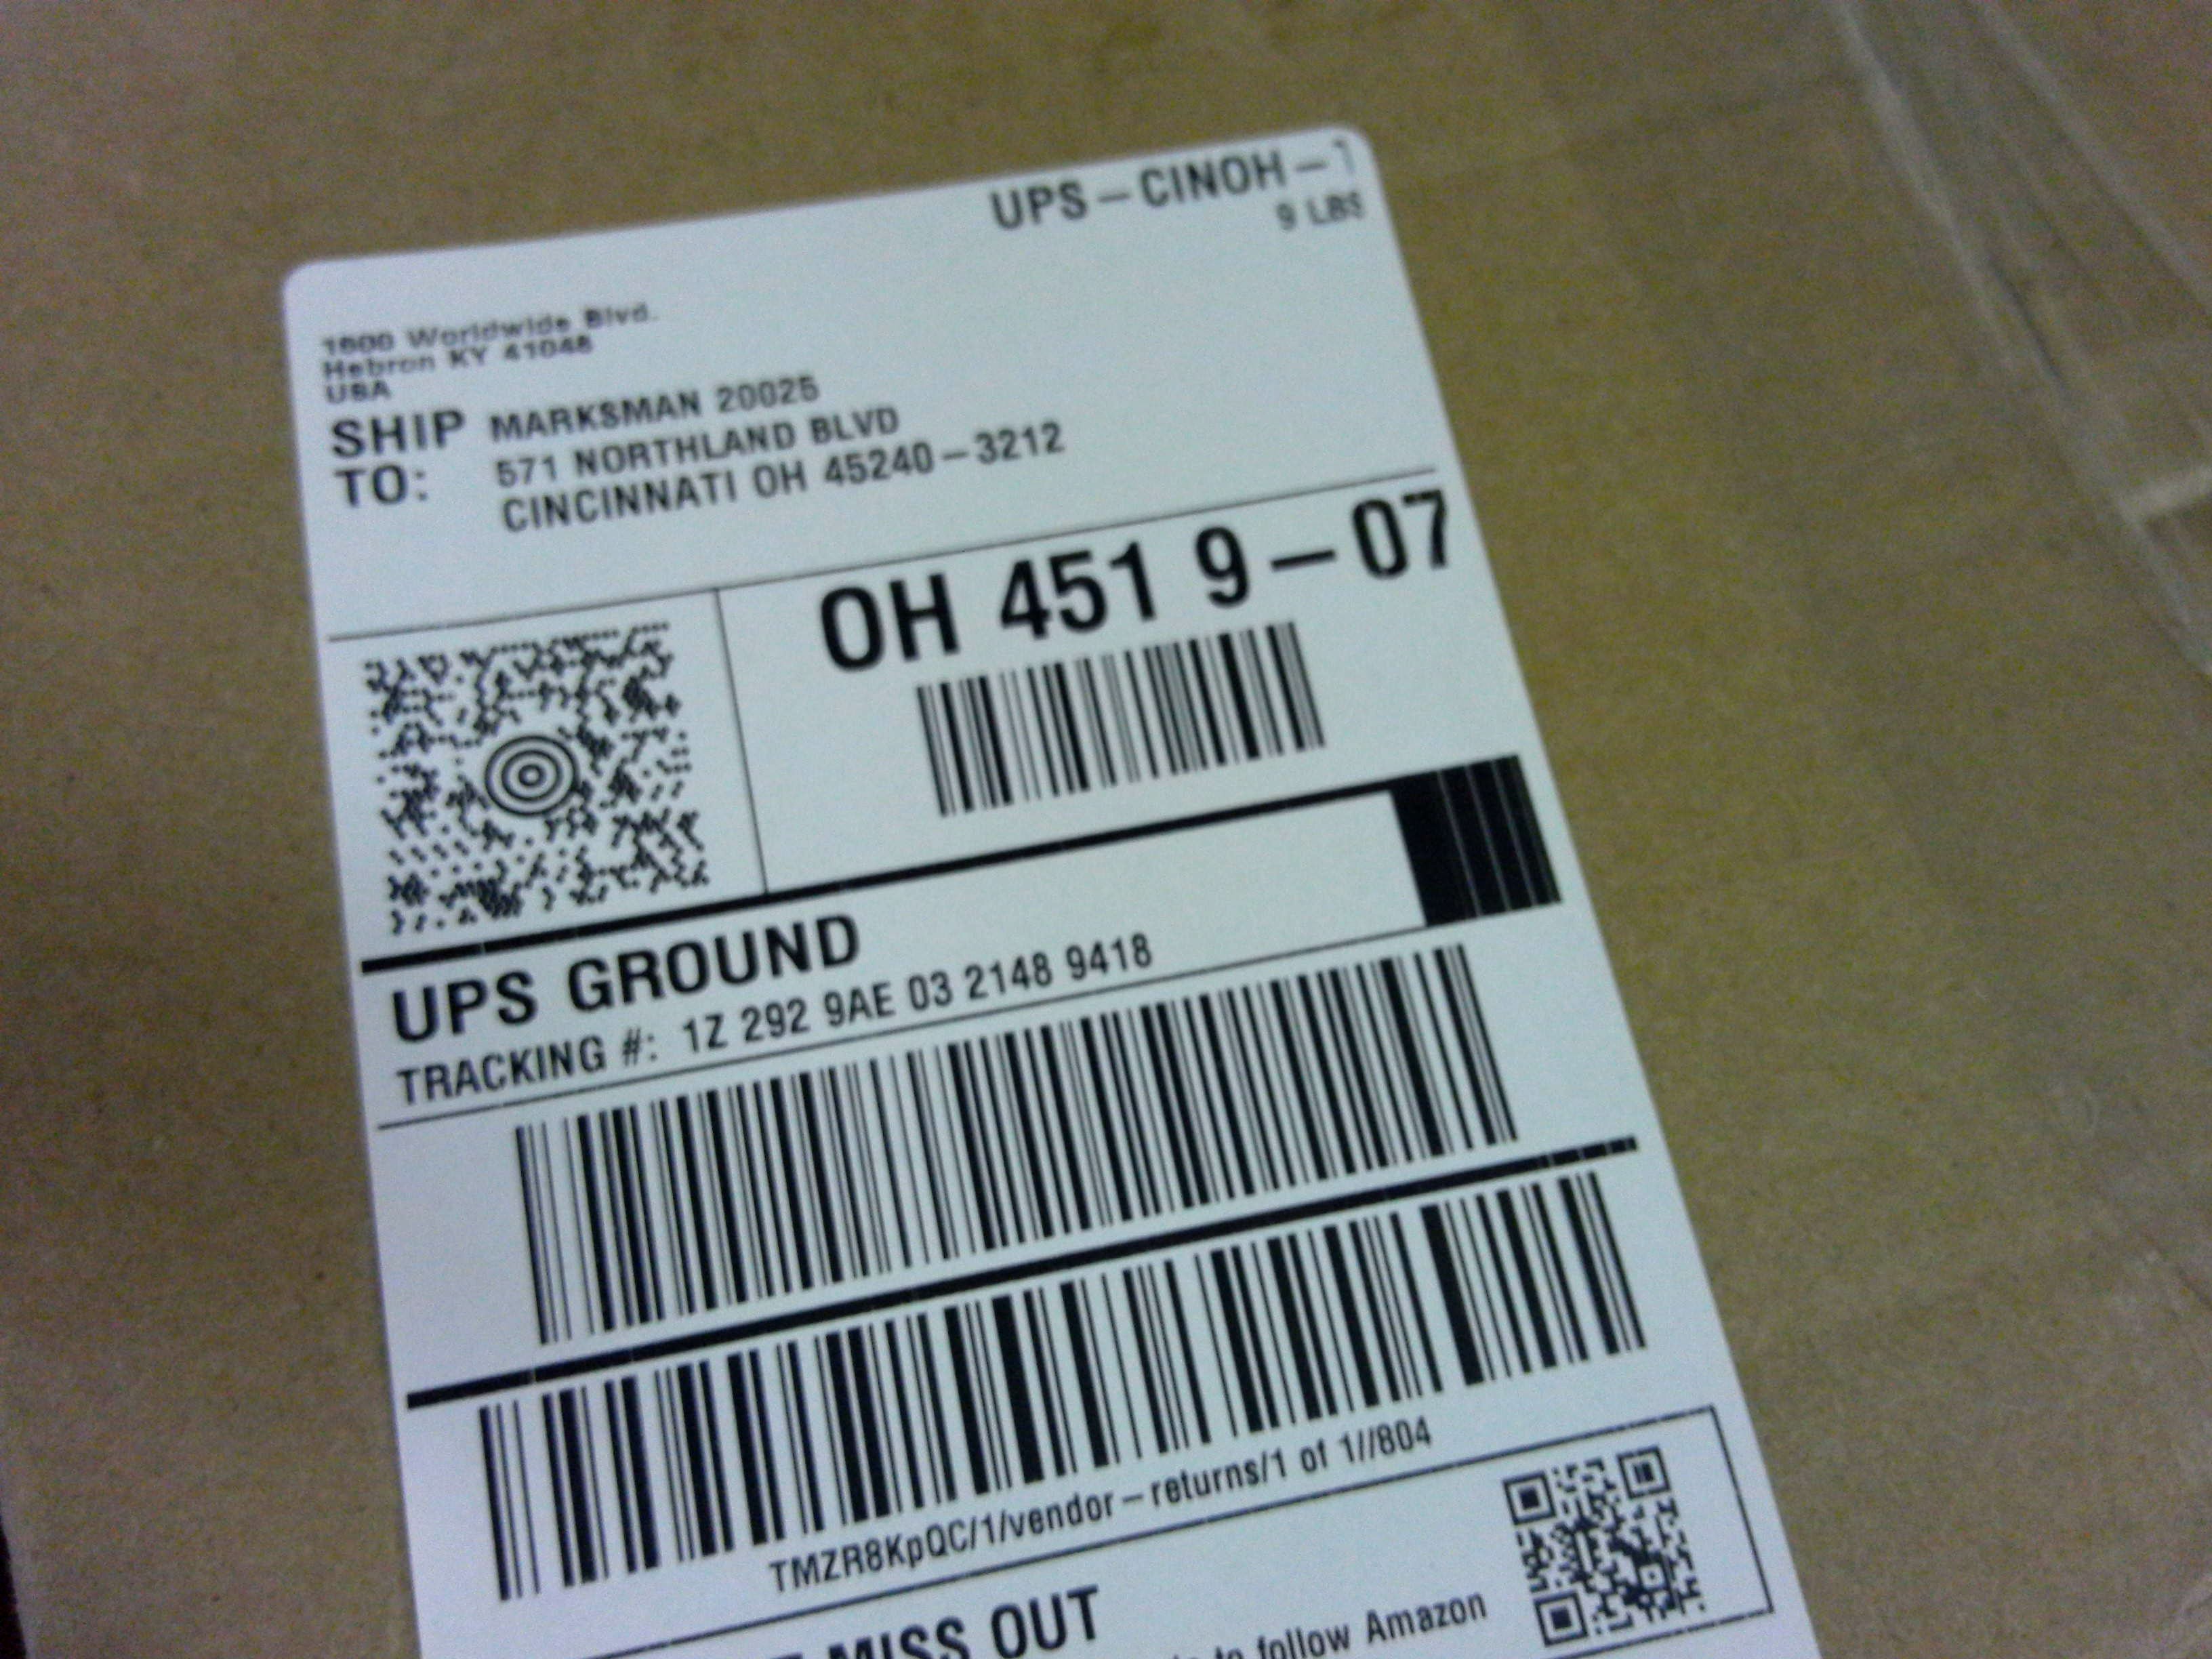 UPS-CINOH-1
9 LBS
1600 Worldwide Blvd.
Hebron KY 41048
USA
SHIP TO: MARKSMAN 20025
571 NORTHLAND BLVD
CINCINNATI OH 45240-3212
OH 451 9-07
UPS GROUND
TRACKING #: 1Z 292 9AE 03 2148 9418
TMZR8KpQC/1/vendor-returns/1 of 1//804
MISS OUT
to follow Amazon